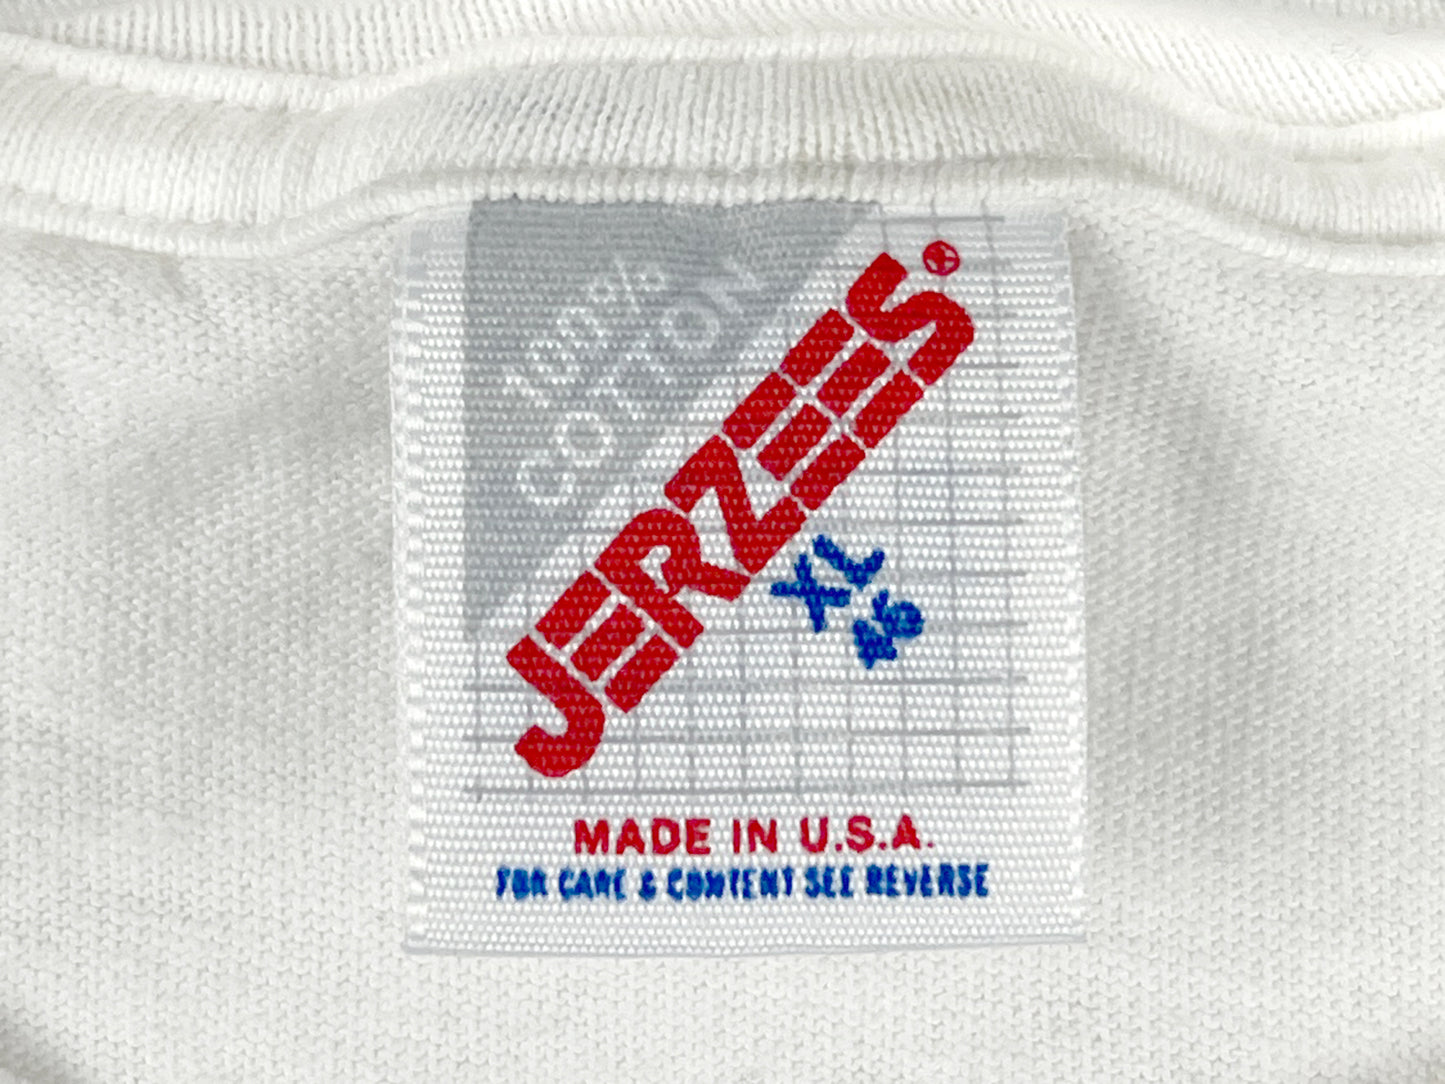 100%
COTTON
JERZEES®
XL
46
MADE IN U.S.A.
FOR CARE & CONTENT SEE REVERSE